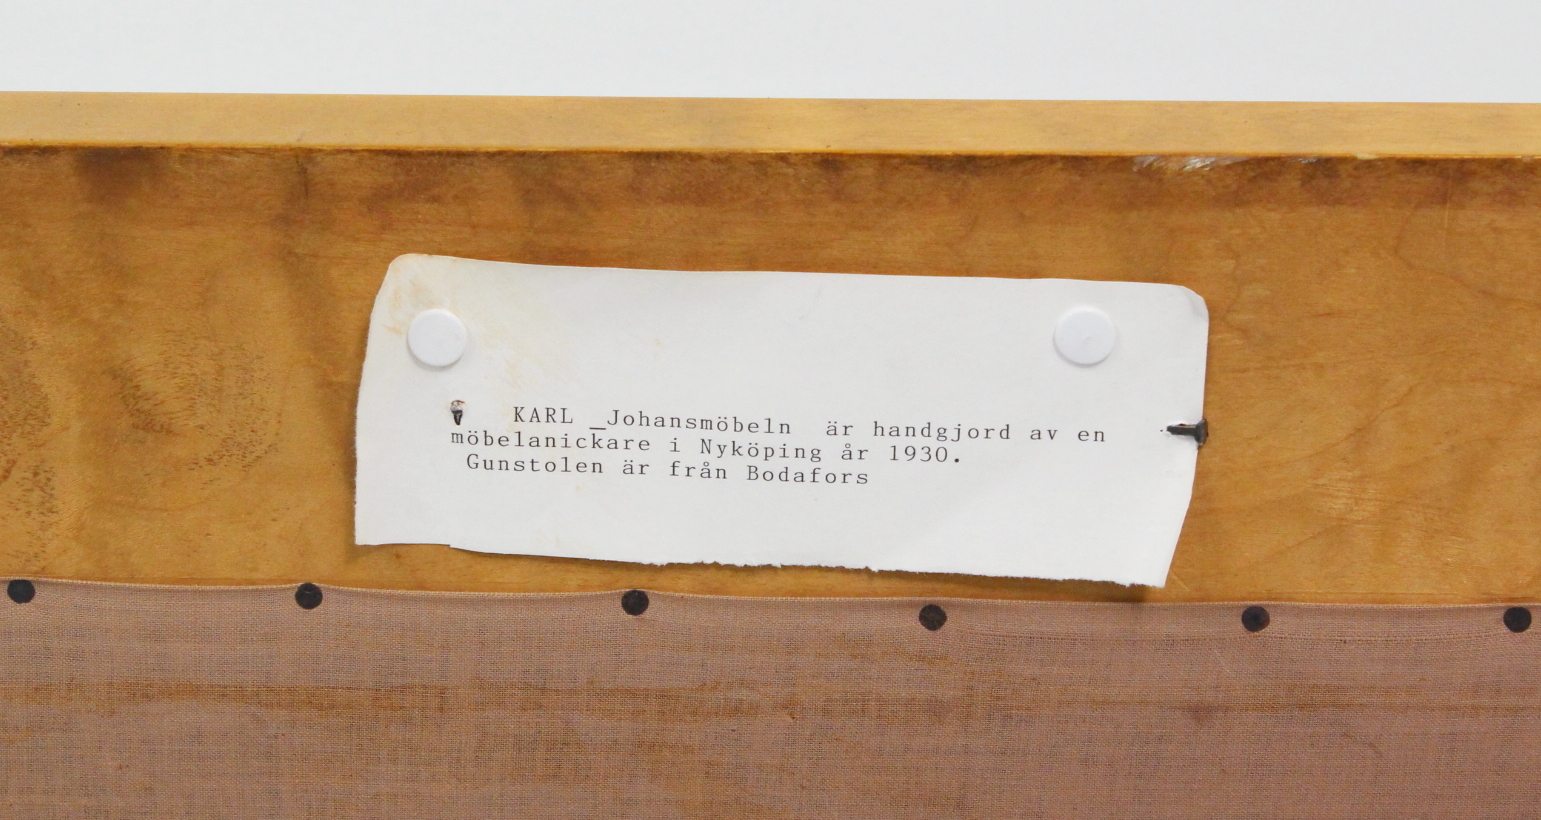 KARL _Johansmöbeln är handgjord av en
möbelanickare i Nyköping år 1930.
Gunstolen är från Bodafors